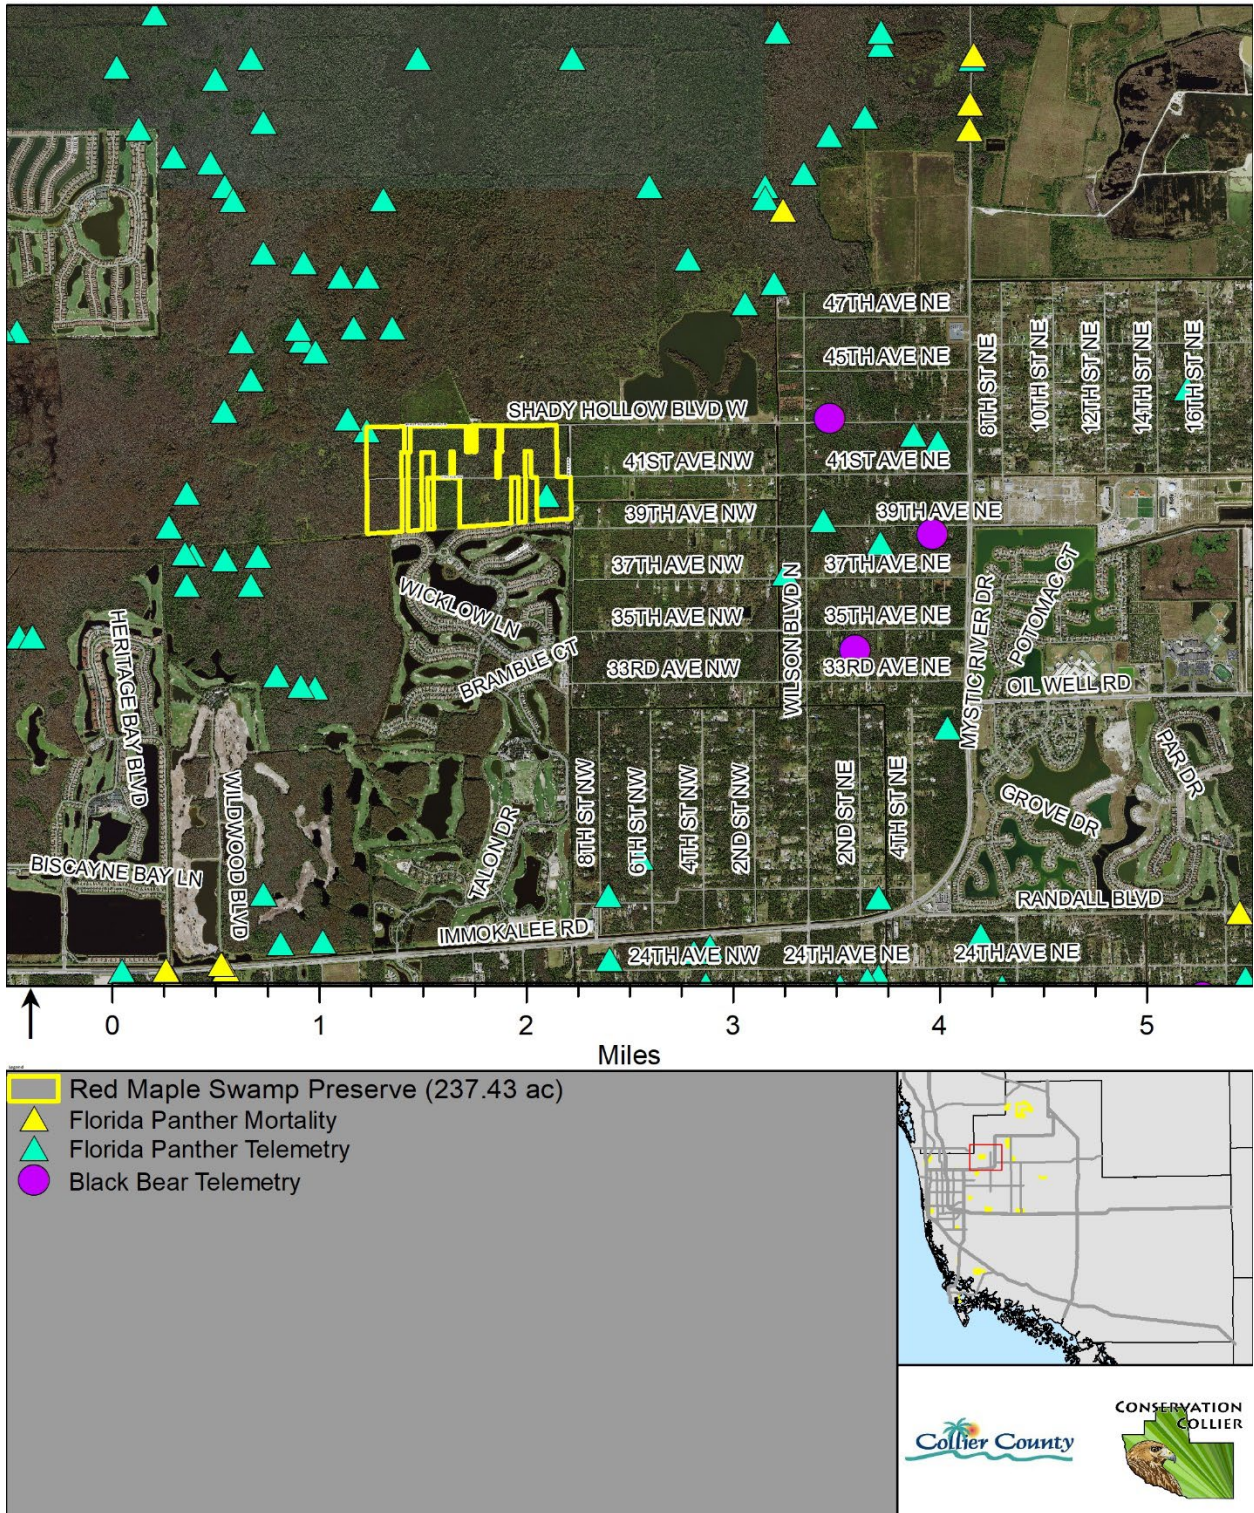 47TH AVE NE
45TH AVE NE
SHADY HOLLOW BLVD W
8TH ST NE
10TH ST NE
12TH ST NE
14TH ST NE
16TH ST NE
41ST AVE NW
41ST AVE NE
39TH AVE NW
39TH AVE NE
37TH AVE NW
37TH AVE NE
WICKLOW LN
WILSON BLVD N
MYSTIC RIVER DR
POTOMAC CT
35TH AVE NW
35TH AVE NE
HERITAGE BAY BLVD
BRAMBLE CT
33RD AVE NW
33RD AVE NE
OIL WELL RD
PAR DR
WILDWOOD BLVD
TALON DR
8TH ST NW
6TH ST NW
4TH ST NW
2ND ST NW
2ND ST NE
4TH ST NE
GROVE DR
BISCAYNE BAY LN
RANDALL BLVD
IMMOKALEE RD
24TH AVE NW
24TH AVE NE
24TH AVE NE
0 1 2 3 4 5
Miles
Legend
Red Maple Swamp Preserve (237.43 ac)
Florida Panther Mortality
Florida Panther Telemetry
Black Bear Telemetry
Collier County
CONSERVATION
COLLIER